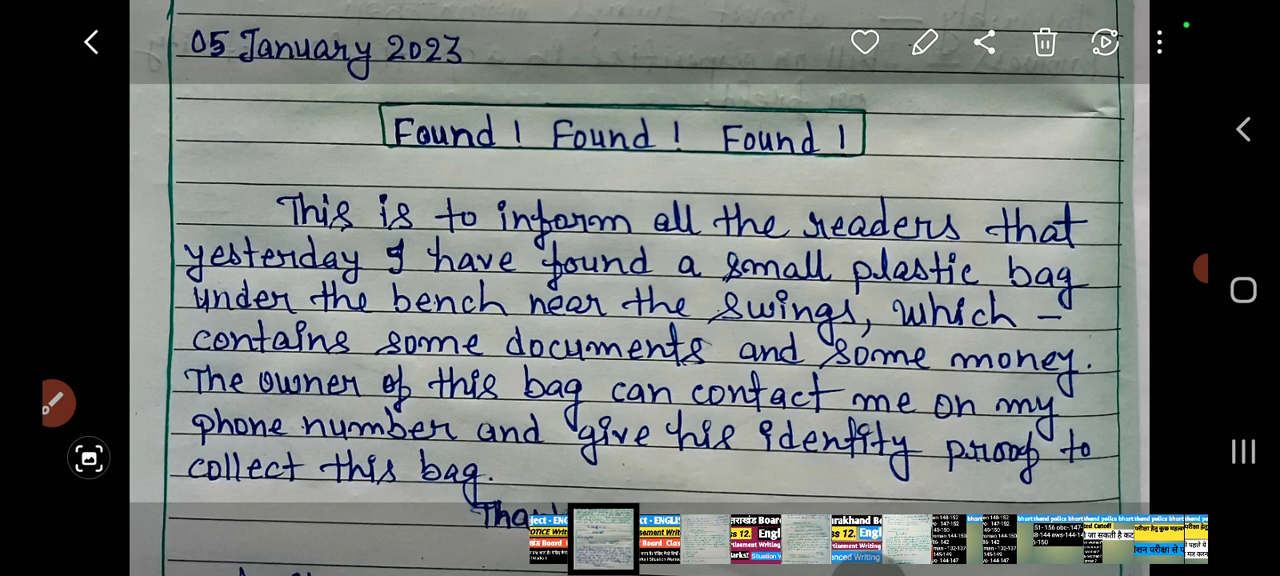 05 January 2023
Found! Found! Found!
This is to inform all the readers that
yesterday I have found a small plastic bag
under the bench near the swings, which -
contains some documents and some money.
The owner of this bag can contact me on my
phone number and give his identity proof to
collect this bag.